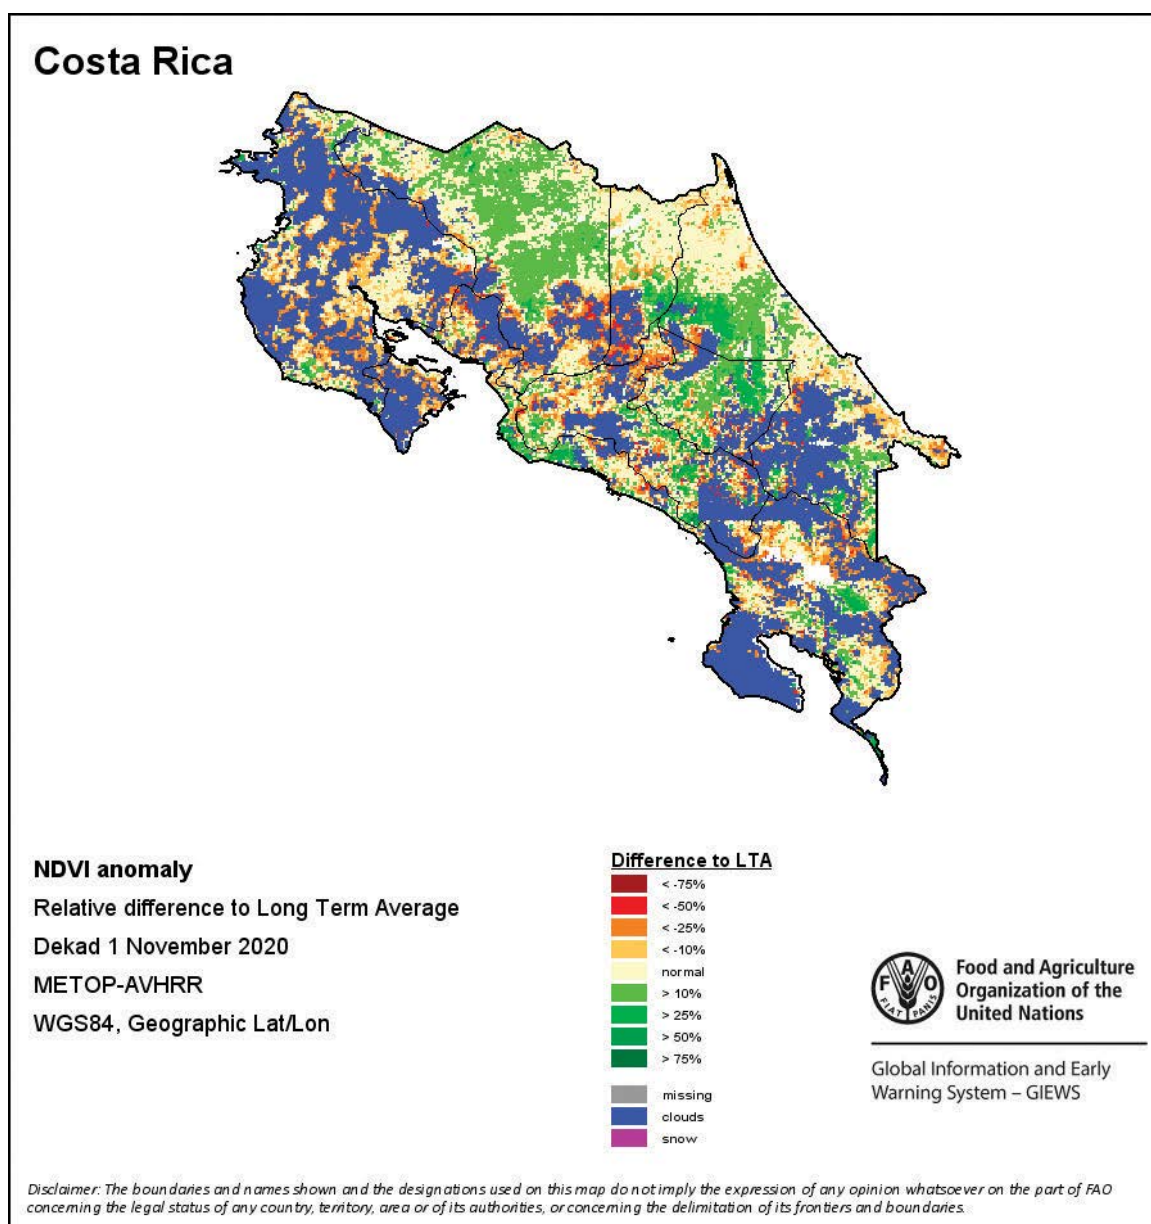 Costa Rica
NDVI anomaly
Relative difference to Long Term Average
Dekad 1 November 2020
METOP-AVHRR
WGS84, Geographic Lat/Lon
Difference to LTA
< -75%
< -50%
< -25%
< -10%
normal
> 10%
> 25%
> 50%
> 75%
missing
clouds
snow
F A O
FIAT PANIS
Food and Agriculture
Organization of the
United Nations
Global Information and Early
Warning System – GIEWS
Disclaimer: The boundaries and names shown and the designations used on this map do not imply the expression of any opinion whatsoever on the part of FAO
concerning the legal status of any country, territory, area or of its authorities, or concerning the delimitation of its frontiers and boundaries.